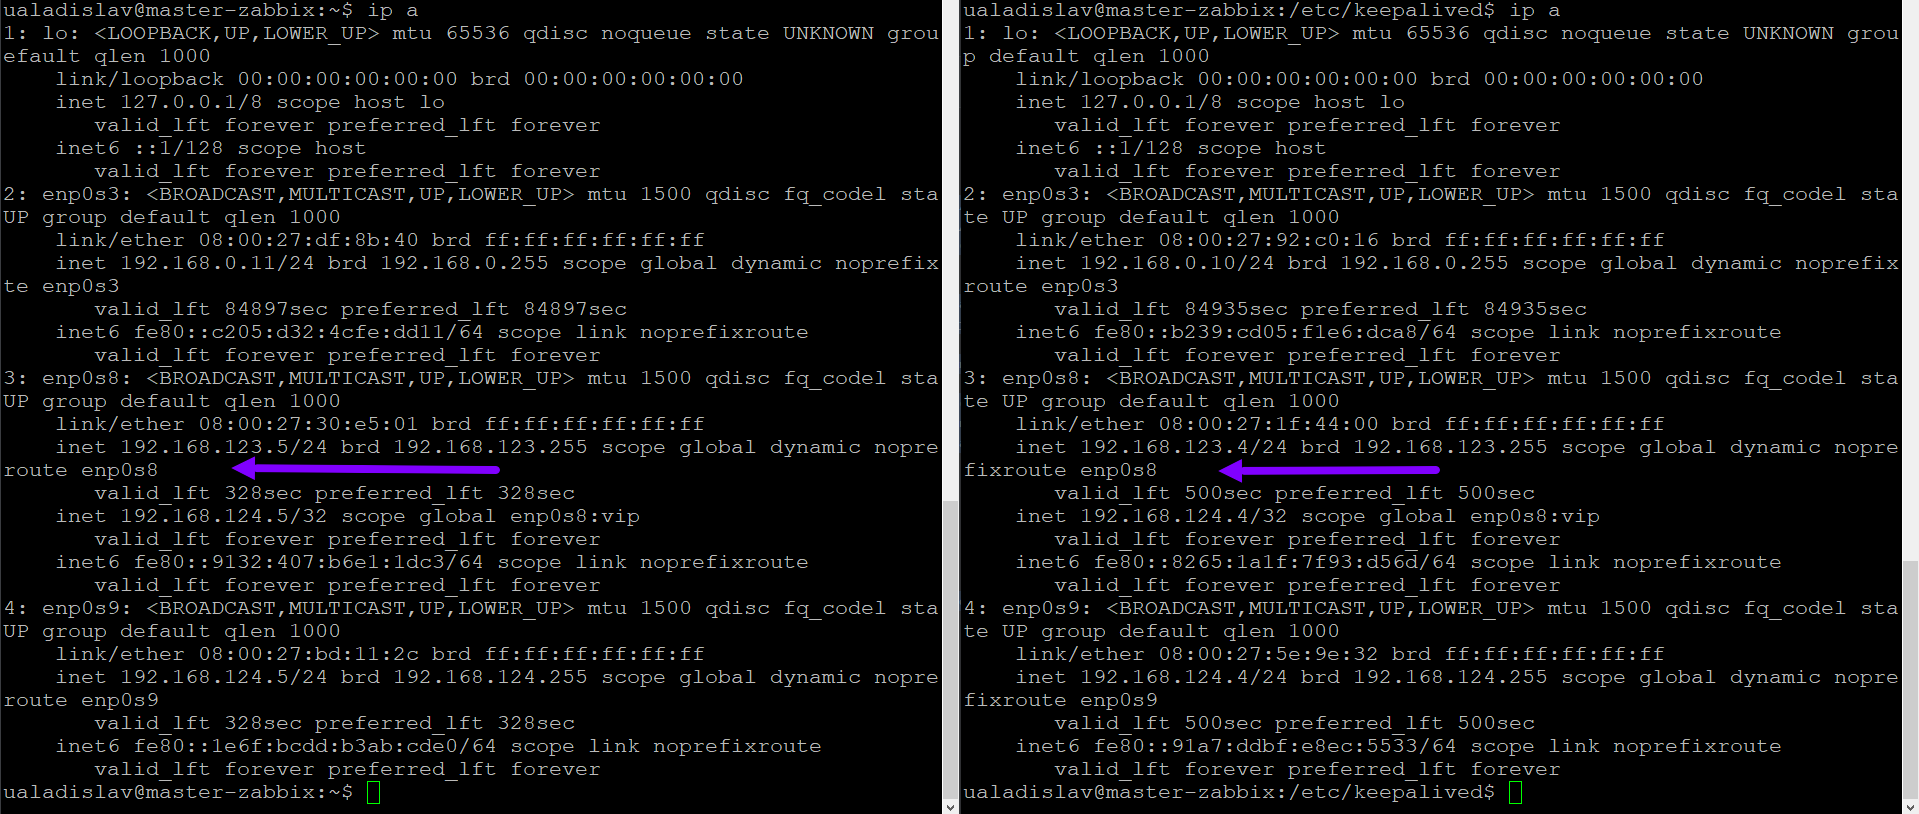 ualadislav@master-zabbix:~$ ip a
1: lo: <LOOPBACK,UP,LOWER_UP> mtu 65536 qdisc noqueue state UNKNOWN grou
efault qlen 1000
    link/loopback 00:00:00:00:00:00 brd 00:00:00:00:00:00
    inet 127.0.0.1/8 scope host lo
       valid_lft forever preferred_lft forever
    inet6 ::1/128 scope host
       valid_lft forever preferred_lft forever
2: enp0s3: <BROADCAST,MULTICAST,UP,LOWER_UP> mtu 1500 qdisc fq_codel sta
UP group default qlen 1000
    link/ether 08:00:27:df:8b:40 brd ff:ff:ff:ff:ff:ff
    inet 192.168.0.11/24 brd 192.168.0.255 scope global dynamic noprefix
te enp0s3
       valid_lft 84897sec preferred_lft 84897sec
    inet6 fe80::c205:d32:4cfe:dd11/64 scope link noprefixroute
       valid_lft forever preferred_lft forever
3: enp0s8: <BROADCAST,MULTICAST,UP,LOWER_UP> mtu 1500 qdisc fq_codel sta
UP group default qlen 1000
    link/ether 08:00:27:30:e5:01 brd ff:ff:ff:ff:ff:ff
    inet 192.168.123.5/24 brd 192.168.123.255 scope global dynamic nopre
route enp0s8
       valid_lft 328sec preferred_lft 328sec
    inet 192.168.124.5/32 scope global enp0s8:vip
       valid_lft forever preferred_lft forever
    inet6 fe80::9132:407:b6e1:1dc3/64 scope link noprefixroute
       valid_lft forever preferred_lft forever
4: enp0s9: <BROADCAST,MULTICAST,UP,LOWER_UP> mtu 1500 qdisc fq_codel sta
UP group default qlen 1000
    link/ether 08:00:27:bd:11:2c brd ff:ff:ff:ff:ff:ff
    inet 192.168.124.5/24 brd 192.168.124.255 scope global dynamic nopre
route enp0s9
       valid_lft 328sec preferred_lft 328sec
    inet6 fe80::1e6f:bcdd:b3ab:cde0/64 scope link noprefixroute
       valid_lft forever preferred_lft forever
ualadislav@master-zabbix:~$
ualadislav@master-zabbix:/etc/keepalived$ ip a
1: lo: <LOOPBACK,UP,LOWER_UP> mtu 65536 qdisc noqueue state UNKNOWN grou
p default qlen 1000
    link/loopback 00:00:00:00:00:00 brd 00:00:00:00:00:00
    inet 127.0.0.1/8 scope host lo
       valid_lft forever preferred_lft forever
    inet6 ::1/128 scope host
       valid_lft forever preferred_lft forever
2: enp0s3: <BROADCAST,MULTICAST,UP,LOWER_UP> mtu 1500 qdisc fq_codel sta
te UP group default qlen 1000
    link/ether 08:00:27:92:c0:16 brd ff:ff:ff:ff:ff:ff
    inet 192.168.0.10/24 brd 192.168.0.255 scope global dynamic noprefix
route enp0s3
       valid_lft 84935sec preferred_lft 84935sec
    inet6 fe80::b239:cd05:f1e6:dca8/64 scope link noprefixroute
       valid_lft forever preferred_lft forever
3: enp0s8: <BROADCAST,MULTICAST,UP,LOWER_UP> mtu 1500 qdisc fq_codel sta
te UP group default qlen 1000
    link/ether 08:00:27:1f:44:00 brd ff:ff:ff:ff:ff:ff
    inet 192.168.123.4/24 brd 192.168.123.255 scope global dynamic nopre
fixroute enp0s8
       valid_lft 500sec preferred_lft 500sec
    inet 192.168.124.4/32 scope global enp0s8:vip
       valid_lft forever preferred_lft forever
    inet6 fe80::8265:1a1f:7f93:d56d/64 scope link noprefixroute
       valid_lft forever preferred_lft forever
4: enp0s9: <BROADCAST,MULTICAST,UP,LOWER_UP> mtu 1500 qdisc fq_codel sta
te UP group default qlen 1000
    link/ether 08:00:27:5e:9e:32 brd ff:ff:ff:ff:ff:ff
    inet 192.168.124.4/24 brd 192.168.124.255 scope global dynamic nopre
fixroute enp0s9
       valid_lft 500sec preferred_lft 500sec
    inet6 fe80::91a7:ddbf:e8ec:5533/64 scope link noprefixroute
       valid_lft forever preferred_lft forever
ualadislav@master-zabbix:/etc/keepalived$